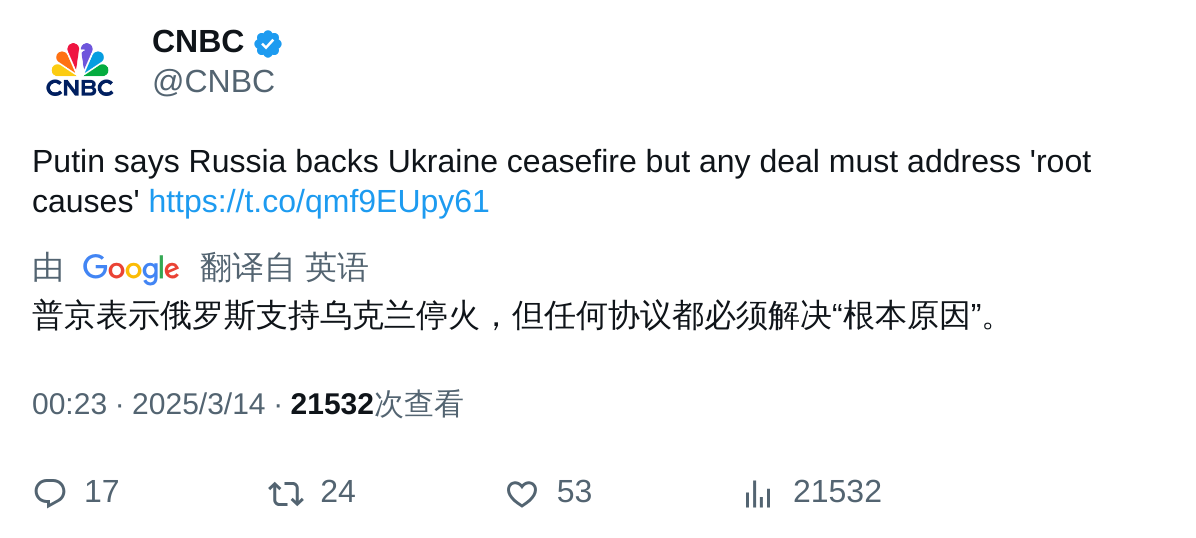 CNBC
CNBC
@CNBC
Putin says Russia backs Ukraine ceasefire but any deal must address 'root
causes' https://t.co/qmf9EUpy61
由 Google 翻译自 英语
普京表示俄罗斯支持乌克兰停火，但任何协议都必须解决“根本原因”。
00:23 · 2025/3/14 · 21532次查看
17 24 53 21532